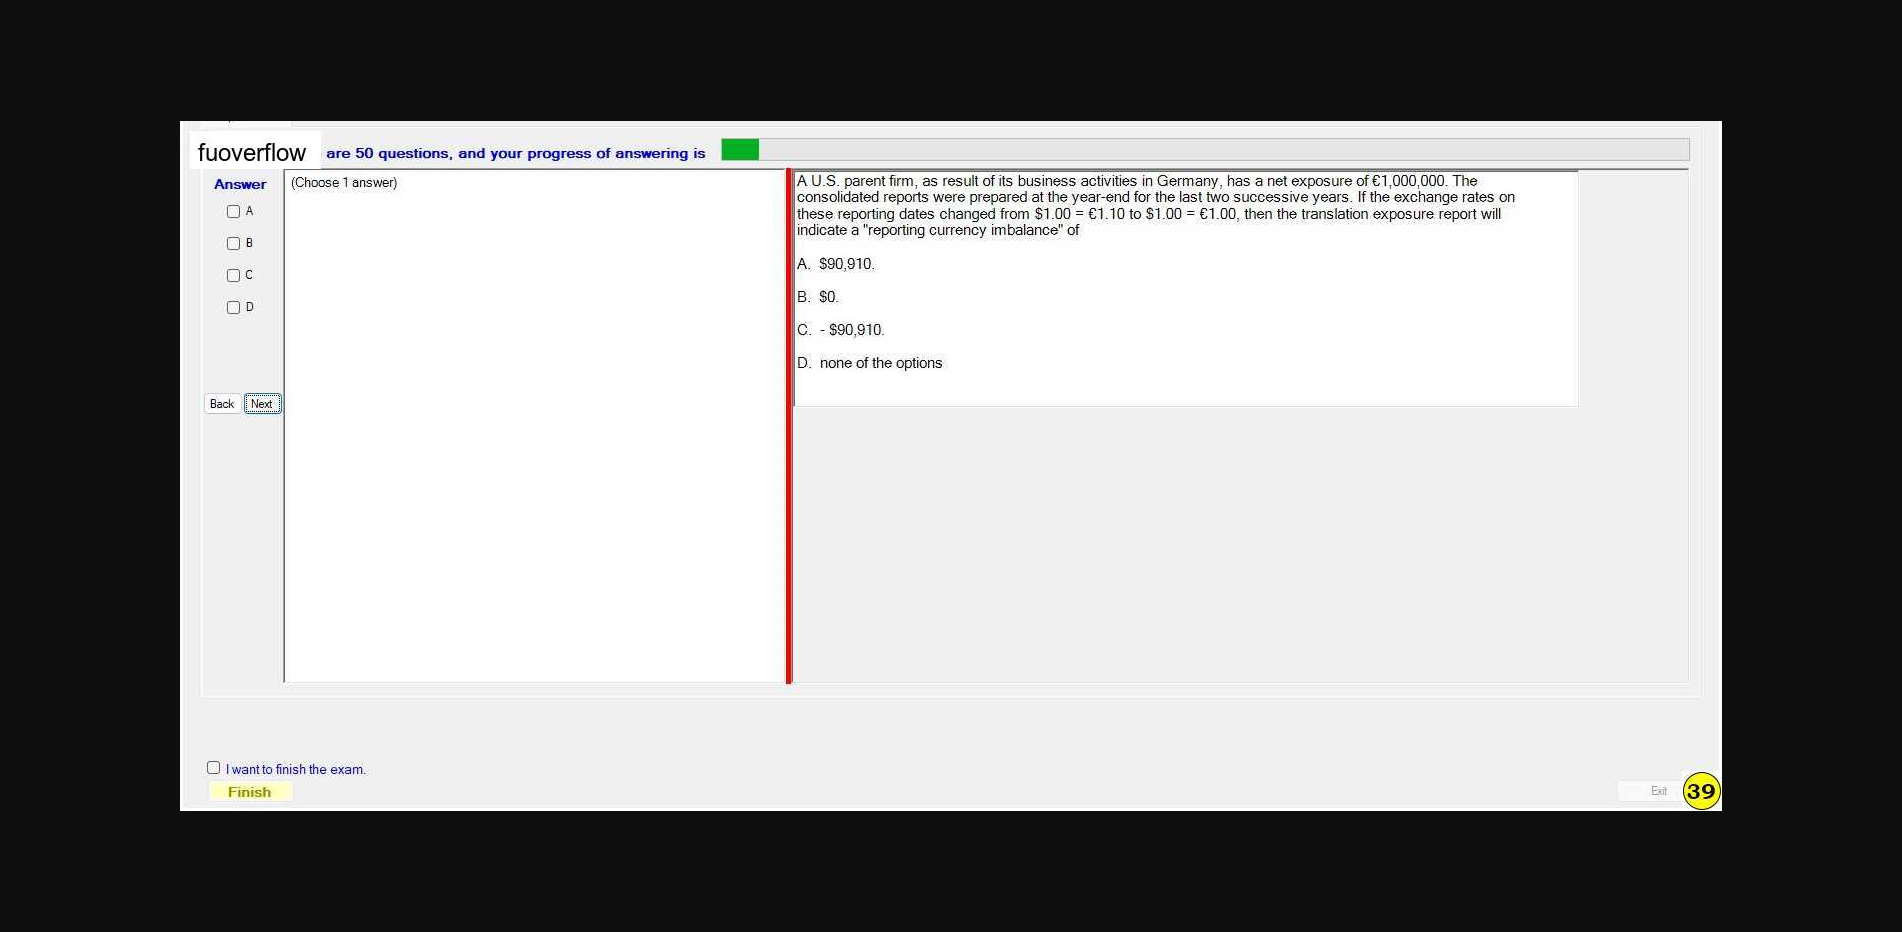 fuoverflow are 50 questions, and your progress of answering is
Answer
(Choose 1 answer)
A
B
C
D
Back Next
A U.S. parent firm, as result of its business activities in Germany, has a net exposure of €1,000,000. The
consolidated reports were prepared at the year-end for the last two successive years. If the exchange rates on
these reporting dates changed from $1.00 = €1.10 to $1.00 = €1.00, then the translation exposure report will
indicate a "reporting currency imbalance" of
A. $90,910.
B. $0.
C. - $90,910.
D. none of the options
I want to finish the exam.
Finish
Exit
39